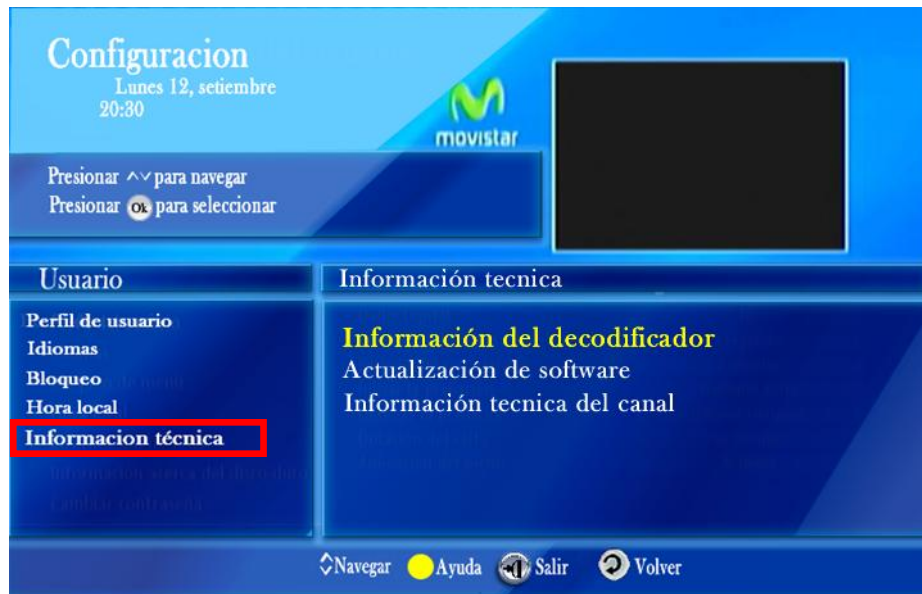 Configuracion
Lunes 12, setiembre
20:30
movistar
Presionar ^˅ para navegar
Presionar Ok para seleccionar
Usuario
Información tecnica
Perfil de usuario
Idiomas
Bloqueo
Hora local
Informacion técnica
Información del decodificador
Actualización de software
Información tecnica del canal
Navegar Ayuda Salir Volver